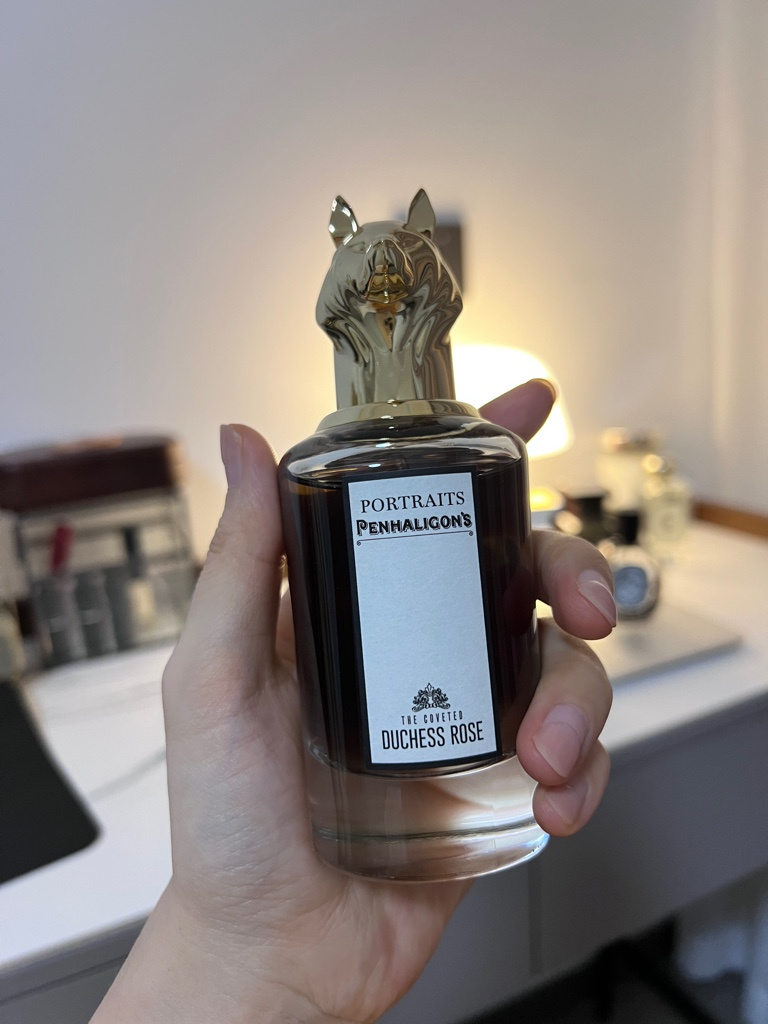 PORTRAITS
PENHALIGON'S
THE COVETED
DUCHESS ROSE